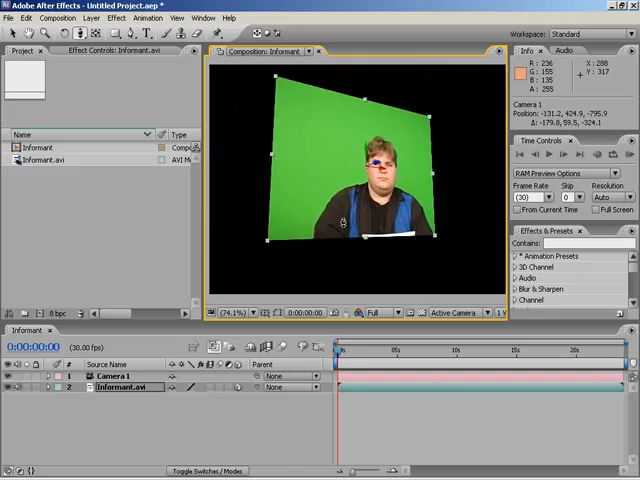 Adobe After Effects - Untitled Project.aep *
File Edit Composition Layer Effect Animation View Window Help
Workspace: Standard
Project Effect Controls: Informant.avi
Composition: Informant
Info Audio
R: 236
G: 155
B: 135
A: 255
X: 288
Y: 317
Camera 1
Position: -131.2, 424.9, -795.9
Δ: -179.8, 59.5, -324.1
Name Type
Informant Compo
Informant.avi AVI M
Time Controls
RAM Preview Options
Frame Rate Skip Resolution
(30) 0 Auto
From Current Time Full Screen
Effects & Presets
Contains:
* Animation Presets
3D Channel
Audio
Blur & Sharpen
Channel
8 bpc
(74.1%) 0:00:00:00 Full Active Camera 1 V
Informant
0:00:00:00 (30.00 fps)
05s 10s 15s 20s
# Source Name Parent
1 Camera 1 None
2 Informant.avi None
Toggle Switches / Modes